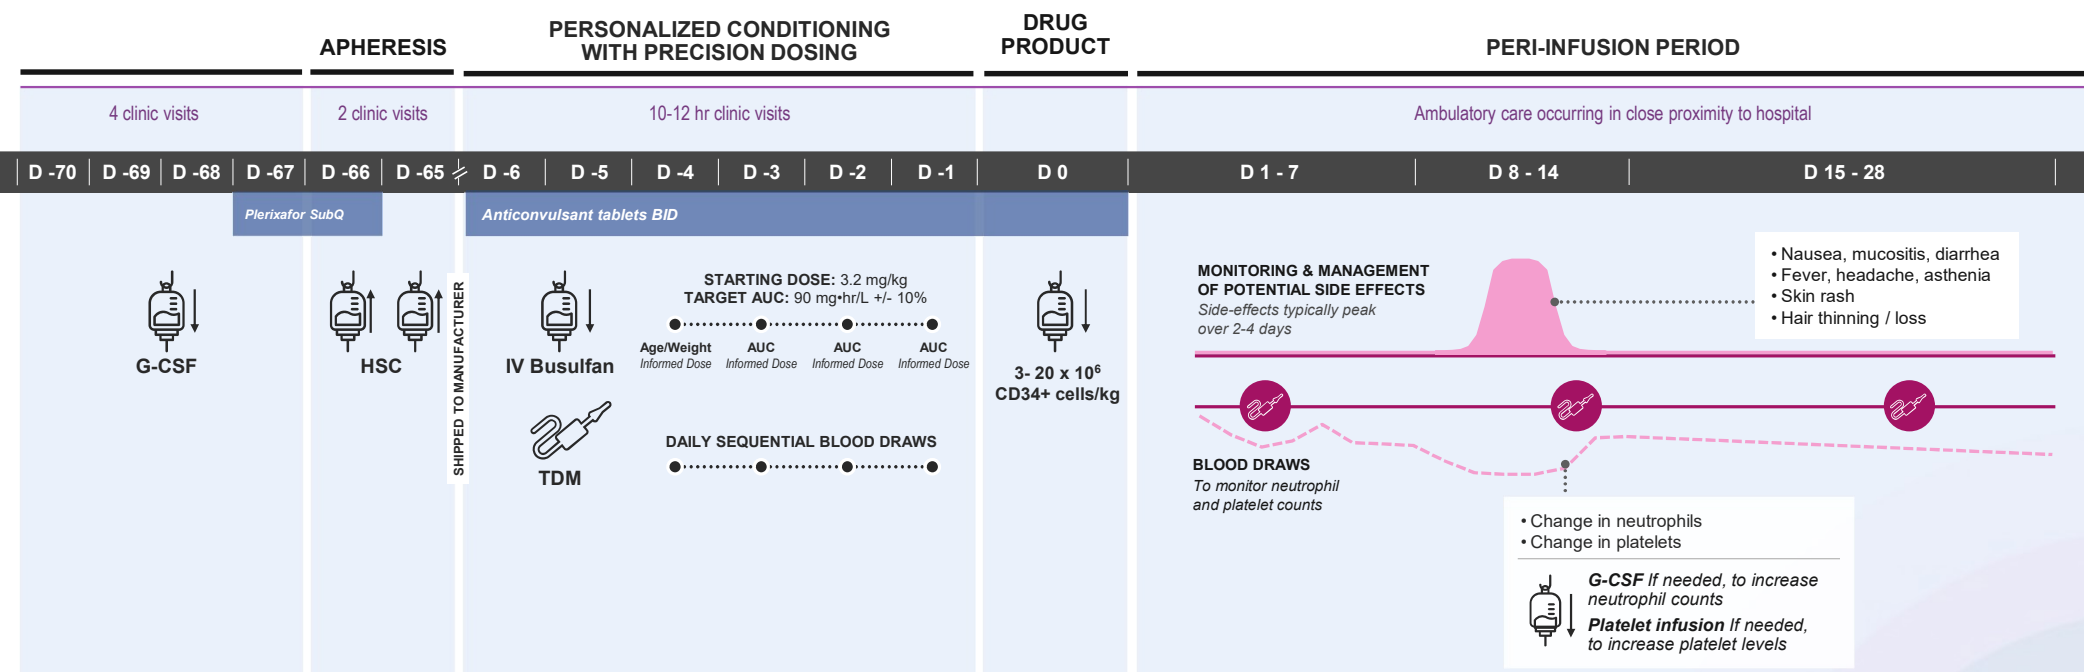 APHERESIS
PERSONALIZED CONDITIONING
WITH PRECISION DOSING
DRUG
PRODUCT
PERI-INFUSION PERIOD
4 clinic visits
2 clinic visits
10-12 hr clinic visits
Ambulatory care occurring in close proximity to hospital
D -70
D -69
D -68
D -67
D -66
D -65
D -6
D -5
D -4
D -3
D -2
D -1
D 0
D 1 - 7
D 8 - 14
D 15 - 28
Plerixafor SubQ
Anticonvulsant tablets BID
G-CSF
HSC
SHIPPED TO MANUFACTURER
IV Busulfan
STARTING DOSE: 3.2 mg/kg
TARGET AUC: 90 mg•hr/L +/- 10%
Age/Weight
Informed Dose
AUC
Informed Dose
AUC
Informed Dose
AUC
Informed Dose
TDM
DAILY SEQUENTIAL BLOOD DRAWS
3- 20 x 10⁶
CD34+ cells/kg
MONITORING & MANAGEMENT
OF POTENTIAL SIDE EFFECTS
Side-effects typically peak
over 2-4 days
• Nausea, mucositis, diarrhea
• Fever, headache, asthenia
• Skin rash
• Hair thinning / loss
BLOOD DRAWS
To monitor neutrophil
and platelet counts
• Change in neutrophils
• Change in platelets
G-CSF If needed, to increase
neutrophil counts
Platelet infusion If needed,
to increase platelet levels